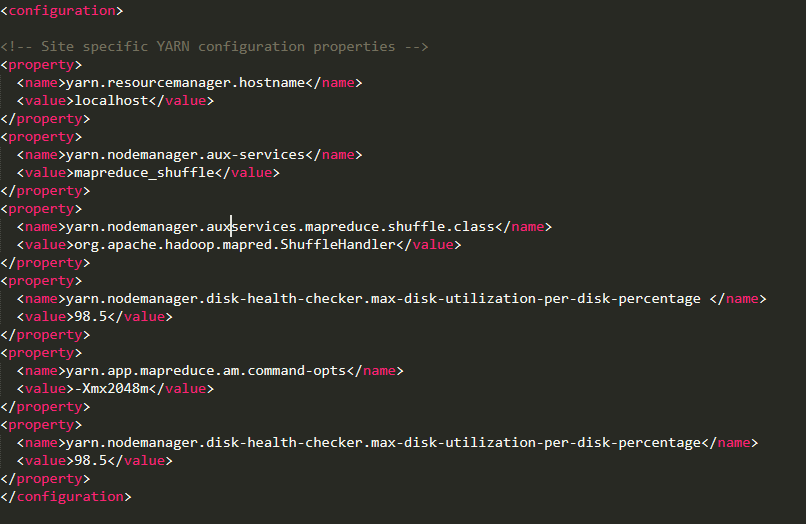 <configuration>

<!-- Site specific YARN configuration properties -->
<property>
  <name>yarn.resourcemanager.hostname</name>
  <value>localhost</value>
</property>
<property>
  <name>yarn.nodemanager.aux-services</name>
  <value>mapreduce_shuffle</value>
</property>
<property>
  <name>yarn.nodemanager.auxservices.mapreduce.shuffle.class</name>
  <value>org.apache.hadoop.mapred.ShuffleHandler</value>
</property>
<property>
  <name>yarn.nodemanager.disk-health-checker.max-disk-utilization-per-disk-percentage </name>
  <value>98.5</value>
</property>
<property>
  <name>yarn.app.mapreduce.am.command-opts</name>
  <value>-Xmx2048m</value>
</property>
<property>
  <name>yarn.nodemanager.disk-health-checker.max-disk-utilization-per-disk-percentage</name>
  <value>98.5</value>
</property>
</configuration>